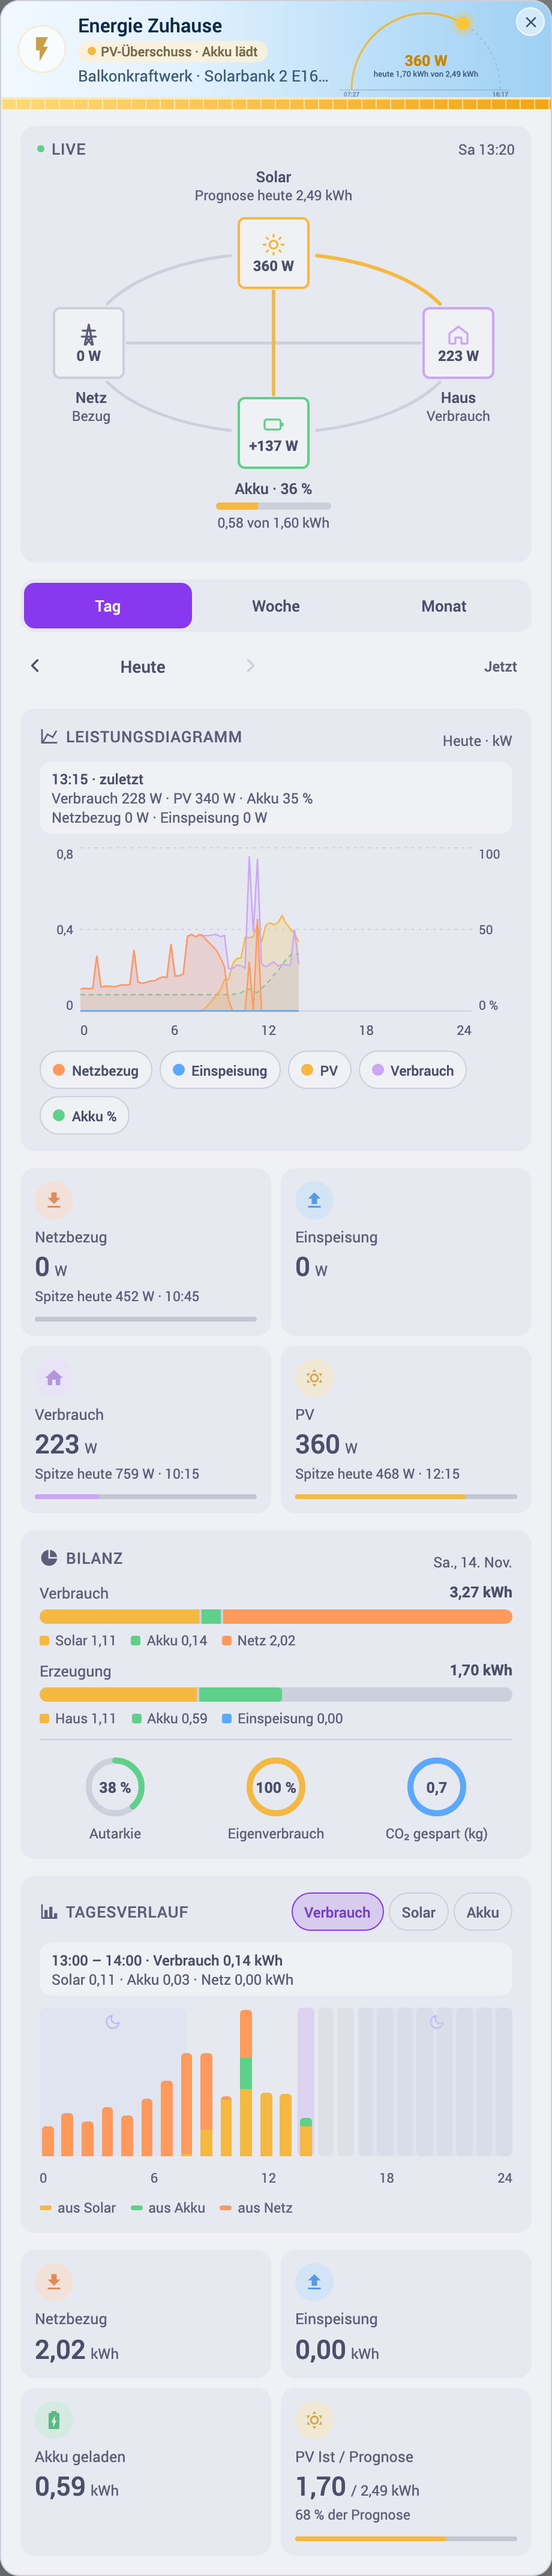 Energie Zuhause
PV-Überschuss · Akku lädt
Balkonkraftwerk · Solarbank 2 E16...
360 W
heute 1,70 kWh von 2,49 kWh
07:27
16:17
LIVE
Sa 13:20
Solar
Prognose heute 2,49 kWh
360 W
0 W
223 W
Netz
Bezug
Haus
Verbrauch
+137 W
Akku · 36 %
0,58 von 1,60 kWh
Tag
Woche
Monat
Heute
Jetzt
LEISTUNGSDIAGRAMM
Heute · kW
13:15 · zuletzt
Verbrauch 228 W · PV 340 W · Akku 35 %
Netzbezug 0 W · Einspeisung 0 W
0,8
100
0,4
50
0
0 %
0 6 12 18 24
Netzbezug
Einspeisung
PV
Verbrauch
Akku %
Netzbezug
0 W
Spitze heute 452 W · 10:45
Einspeisung
0 W
Verbrauch
223 W
Spitze heute 759 W · 10:15
PV
360 W
Spitze heute 468 W · 12:15
BILANZ
Sa., 14. Nov.
Verbrauch
3,27 kWh
Solar 1,11 Akku 0,14 Netz 2,02
Erzeugung
1,70 kWh
Haus 1,11 Akku 0,59 Einspeisung 0,00
38 %
100 %
0,7
Autarkie
Eigenverbrauch
CO₂ gespart (kg)
TAGESVERLAUF
Verbrauch
Solar
Akku
13:00 – 14:00 · Verbrauch 0,14 kWh
Solar 0,11 · Akku 0,03 · Netz 0,00 kWh
0 6 12 18 24
aus Solar aus Akku aus Netz
Netzbezug
2,02 kWh
Einspeisung
0,00 kWh
Akku geladen
0,59 kWh
PV Ist / Prognose
1,70 / 2,49 kWh
68 % der Prognose